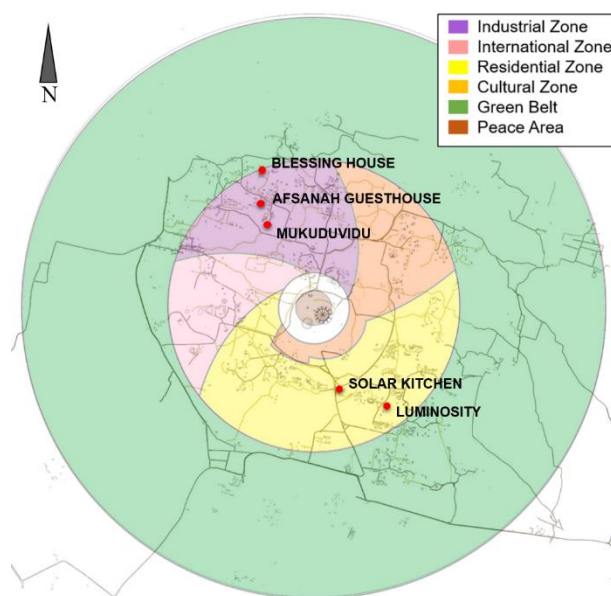 Industrial Zone
International Zone
Residential Zone
Cultural Zone
Green Belt
Peace Area
N
BLESSING HOUSE
AFSANAH GUESTHOUSE
MUKUDUVIDU
SOLAR KITCHEN
LUMINOSITY